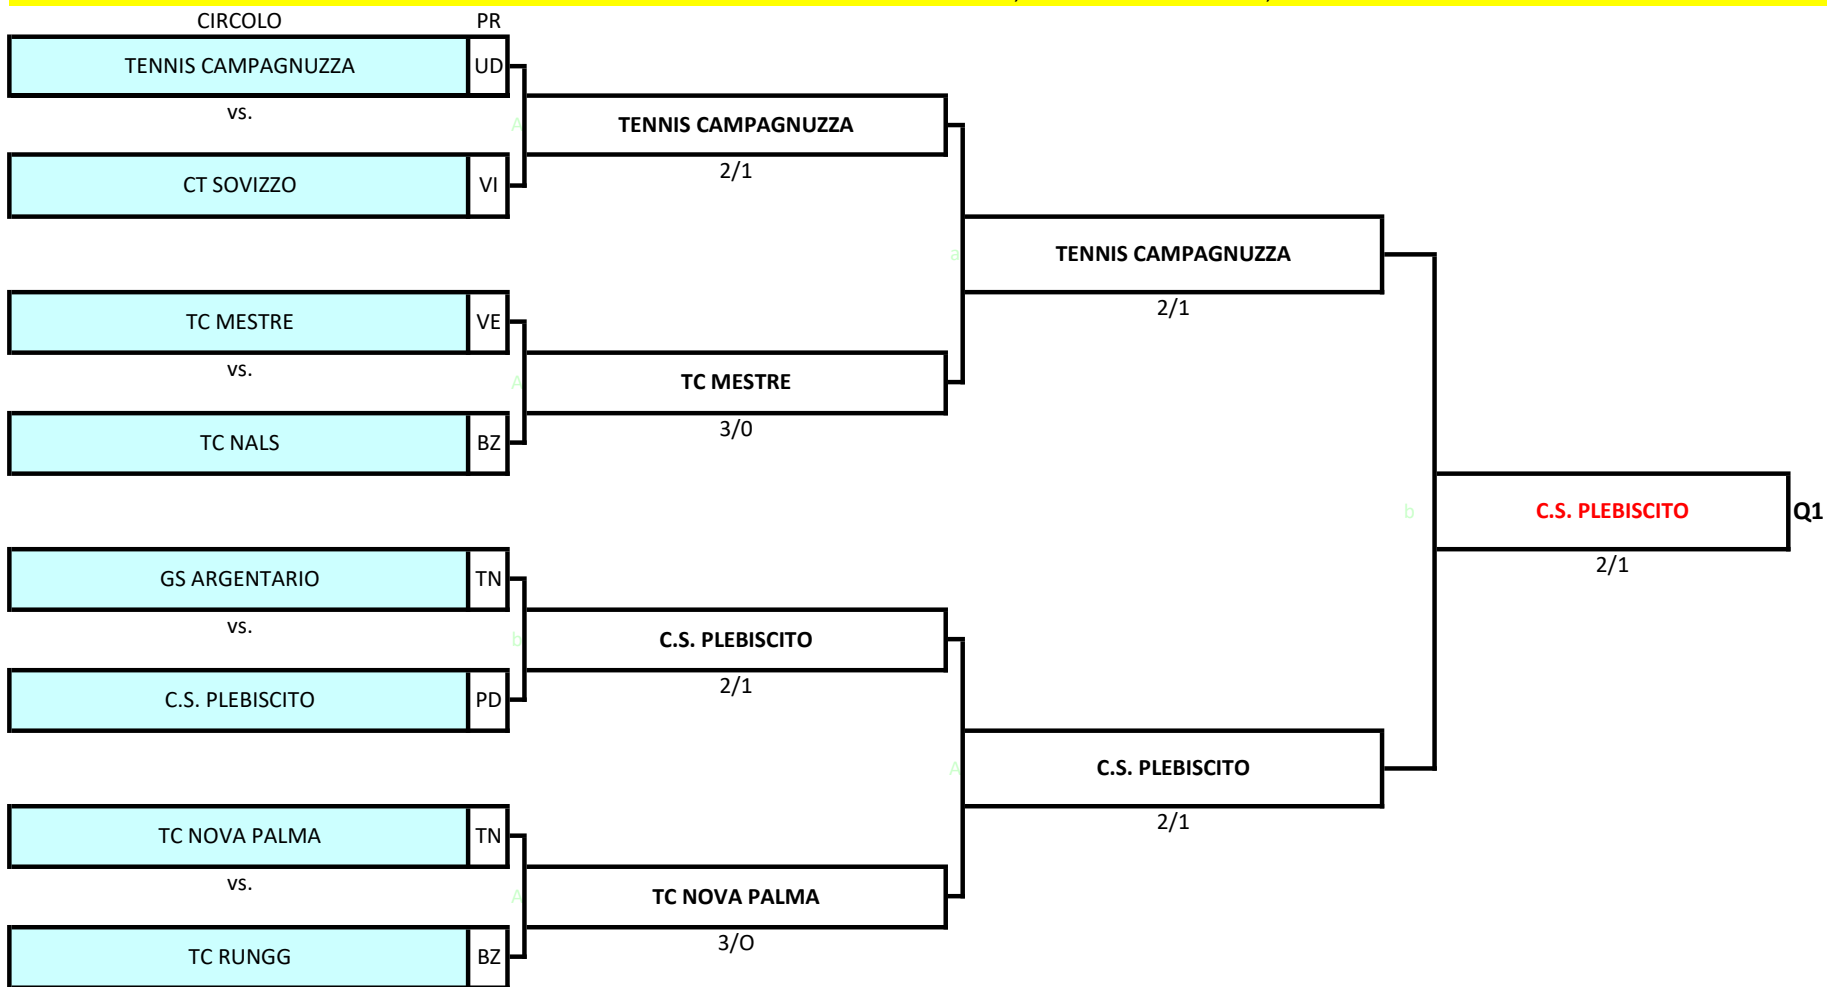 CIRCOLO PR
TENNIS CAMPAGNUZZA UD
vs.
A TENNIS CAMPAGNUZZA
2/1
CT SOVIZZO VI
a TENNIS CAMPAGNUZZA
2/1
TC MESTRE VE
vs.
A TC MESTRE
3/0
TC NALS BZ
b C.S. PLEBISCITO Q1
2/1
GS ARGENTARIO TN
vs.
b C.S. PLEBISCITO
2/1
C.S. PLEBISCITO PD
A C.S. PLEBISCITO
2/1
TC NOVA PALMA TN
vs.
A TC NOVA PALMA
3/O
TC RUNGG BZ